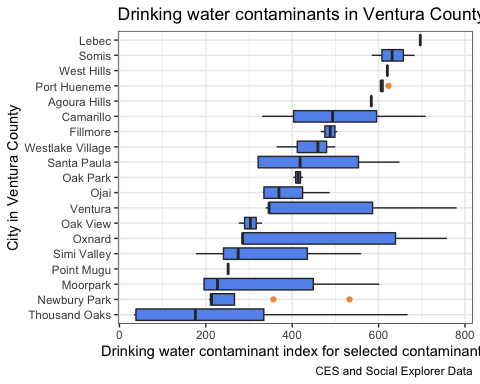 Drinking water contaminants in Ventura County
Lebec
Somis
West Hills
Port Hueneme
Agoura Hills
Camarillo
Fillmore
Westlake Village
Santa Paula
Oak Park
Ojai
Ventura
Oak View
Oxnard
Simi Valley
Point Mugu
Moorpark
Newbury Park
Thousand Oaks
City in Ventura County
0 200 400 600 800
Drinking water contaminant index for selected contaminant
CES and Social Explorer Data